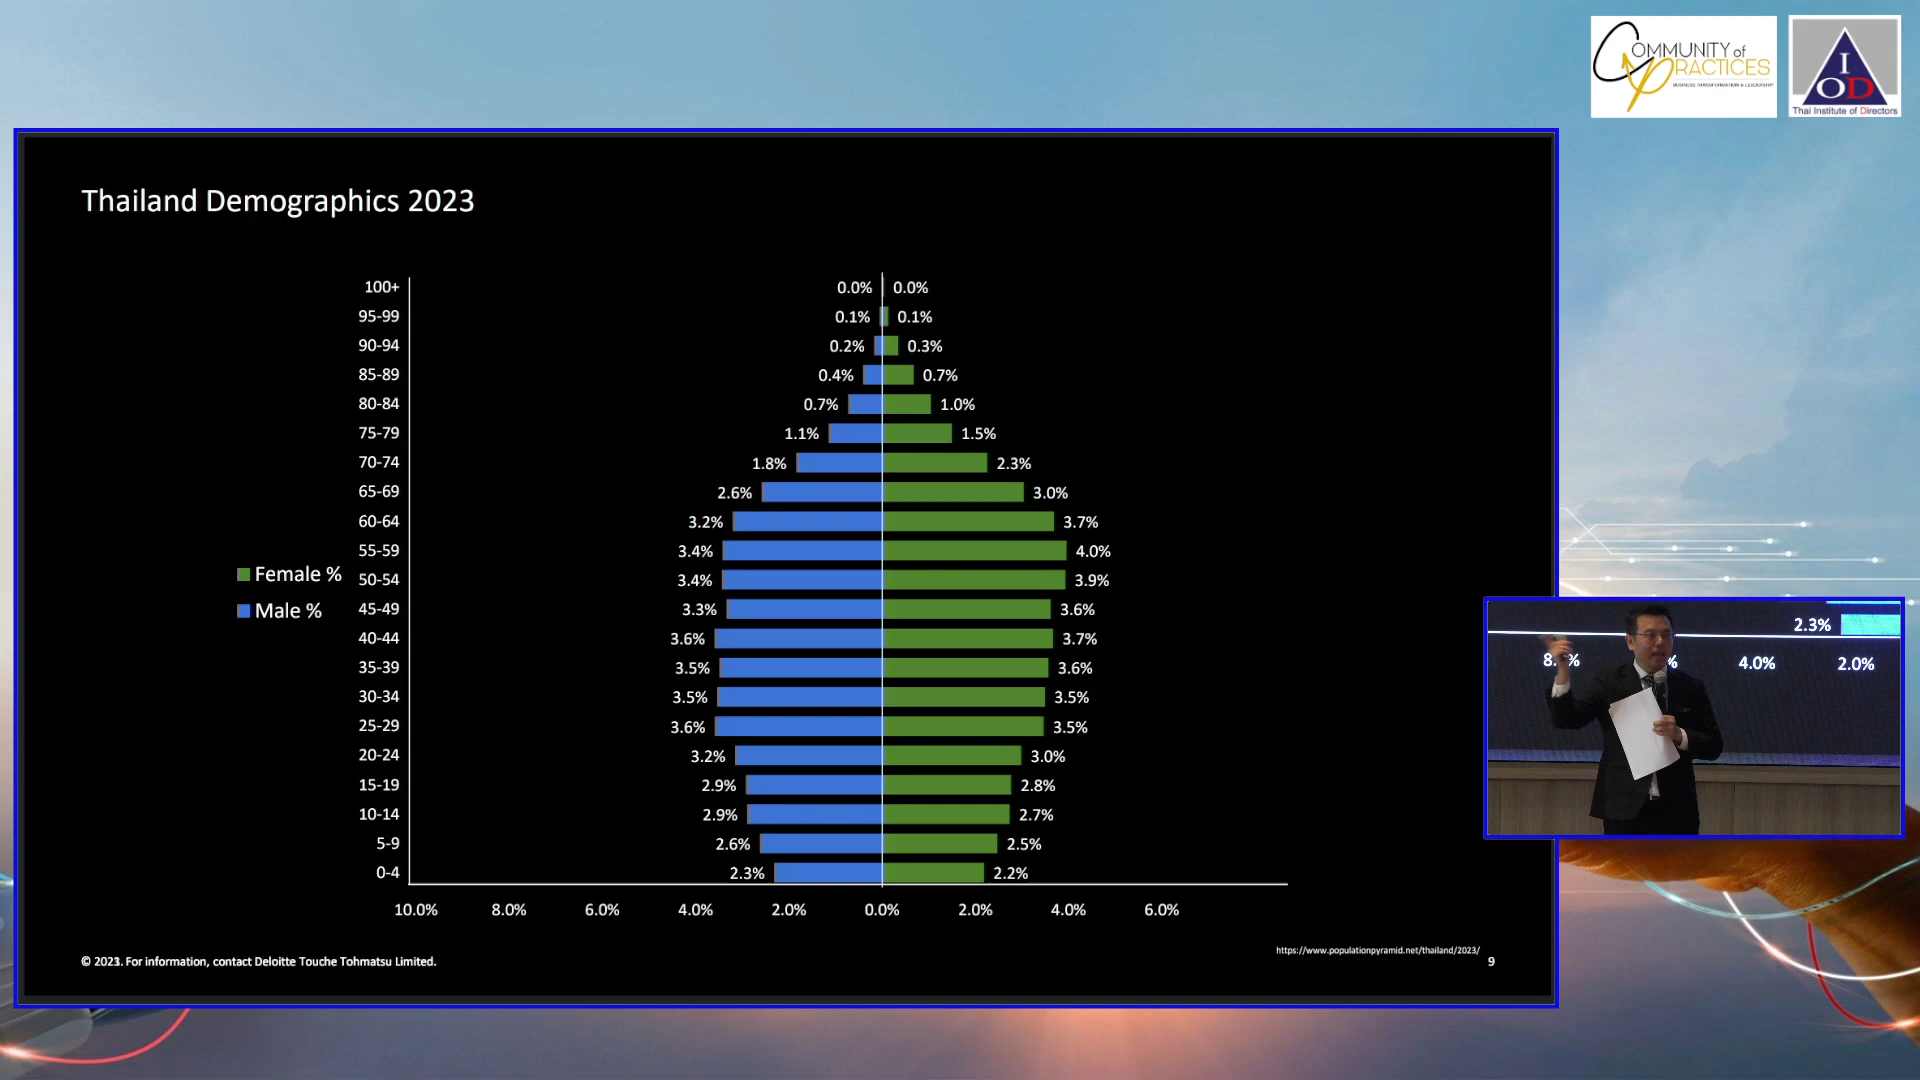 COMMUNITY of
PRACTICES
BUSINESS TRANSFORMATION & LEADERSHIP
I
OD
Thai Institute of Directors
Thailand Demographics 2023
100+ 0.0% 0.0%
95-99 0.1% 0.1%
90-94 0.2% 0.3%
85-89 0.4% 0.7%
80-84 0.7% 1.0%
75-79 1.1% 1.5%
70-74 1.8% 2.3%
65-69 2.6% 3.0%
60-64 3.2% 3.7%
55-59 3.4% 4.0%
Female %
50-54 3.4% 3.9%
Male %
45-49 3.3% 3.6%
40-44 3.6% 3.7%
35-39 3.5% 3.6%
30-34 3.5% 3.5%
25-29 3.6% 3.5%
20-24 3.2% 3.0%
15-19 2.9% 2.8%
10-14 2.9% 2.7%
5-9 2.6% 2.5%
0-4 2.3% 2.2%
10.0% 8.0% 6.0% 4.0% 2.0% 0.0% 2.0% 4.0% 6.0%
https://www.populationpyramid.net/thailand/2023/
© 2023. For information, contact Deloitte Touche Tohmatsu Limited.
9
2.3%
4.0% 2.0%